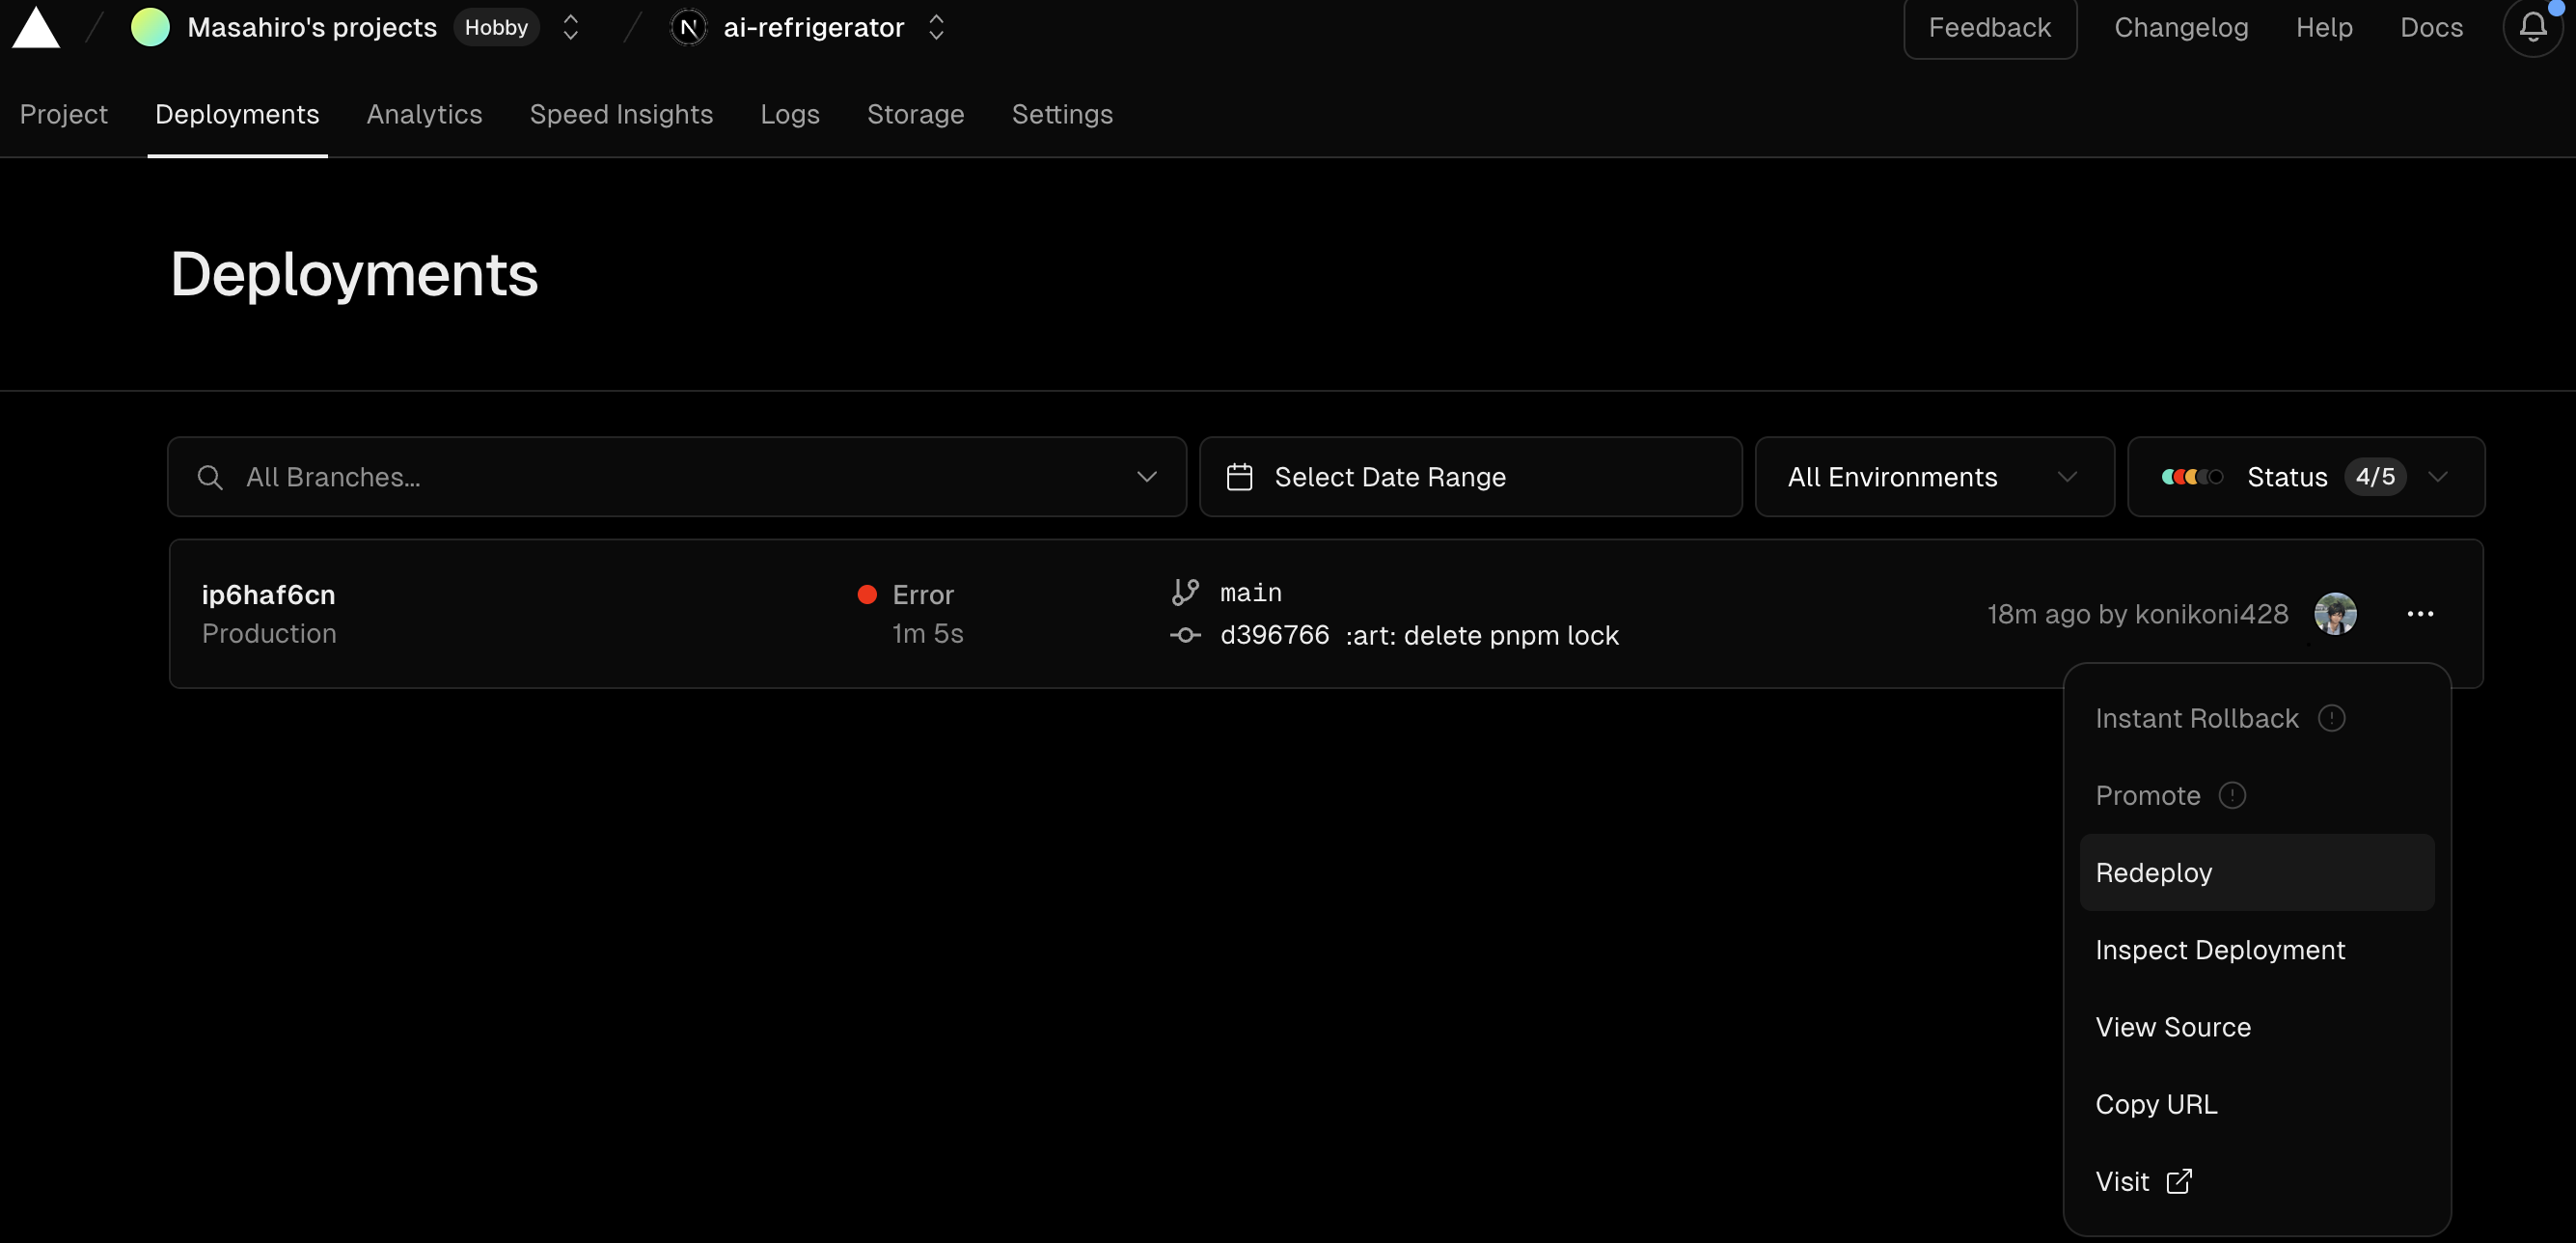 Masahiro's projects Hobby ai-refrigerator Feedback Changelog Help Docs
Project Deployments Analytics Speed Insights Logs Storage Settings
Deployments
All Branches... Select Date Range All Environments Status 4/5
ip6haf6cn Error main 18m ago by konikoni428
Production 1m 5s d396766 :art: delete pnpm lock
Instant Rollback
Promote
Redeploy
Inspect Deployment
View Source
Copy URL
Visit